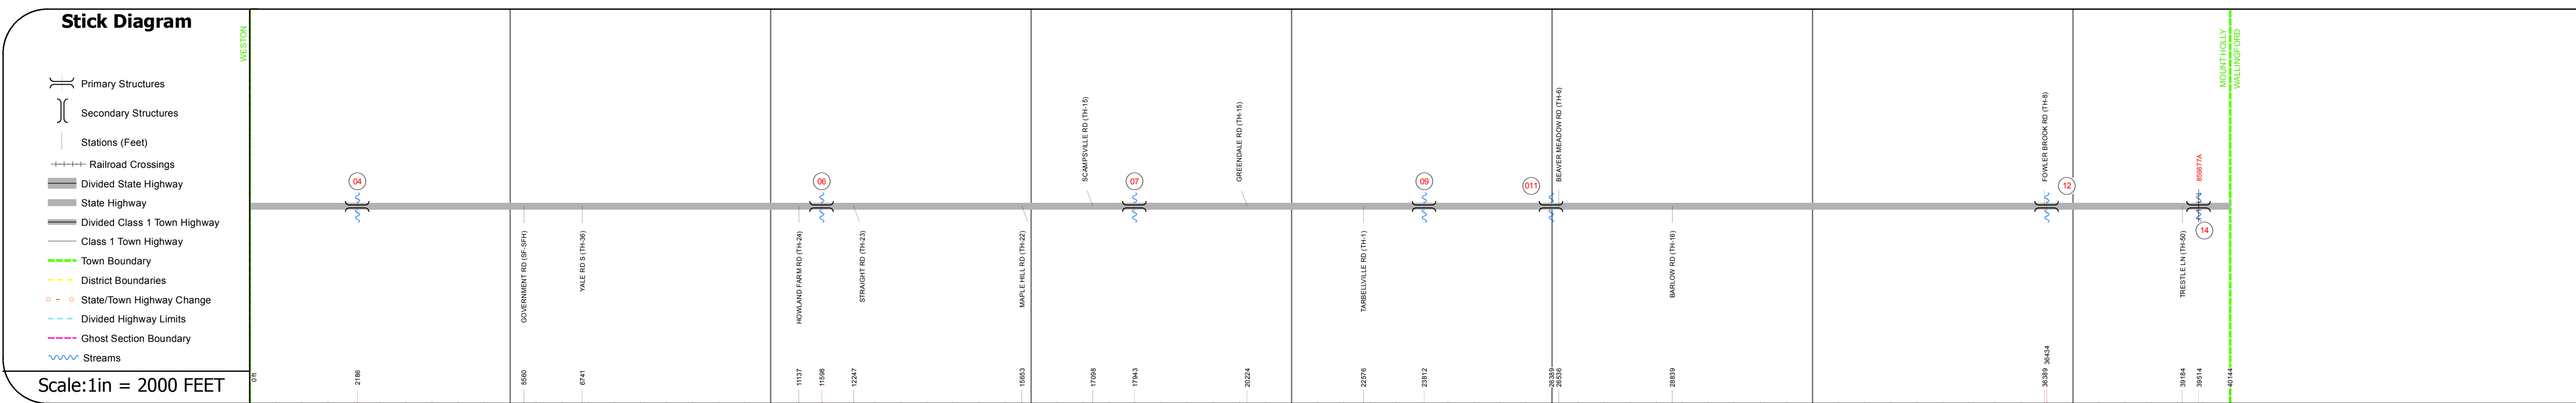 Stick Diagram
Primary Structures
Secondary Structures
Stations (Feet)
Railroad Crossings
Divided State Highway
State Highway
Divided Class 1 Town Highway
Class 1 Town Highway
Town Boundary
District Boundaries
State/Town Highway Change
Divided Highway Limits
Ghost Section Boundary
Streams
Scale:1in = 2000 FEET
WESTON
04
GOVERNMENT RD (SF-SFH)
YALE RD S (TH-36)
HOWLAND FARM RD (TH-24)
06
STRAIGHT RD (TH-23)
MAPLE HILL RD (TH-22)
SCAMPSVILLE RD (TH-15)
07
GREENDALE RD (TH-15)
TARBELLVILLE RD (TH-1)
09
011
BEAVER MEADOW RD (TH-6)
BARLOW RD (TH-16)
FOWLER BROOK RD (TH-8)
12
TRESTLE LN (TH-50)
859877A
14
MOUNT HOLLY
WALLINGFORD
0 ft
2186
5560
6741
11137
11598
12247
15653
17098
17943
20224
22576
23812
26389
26536
28839
36389
36434
39184
39514
40144